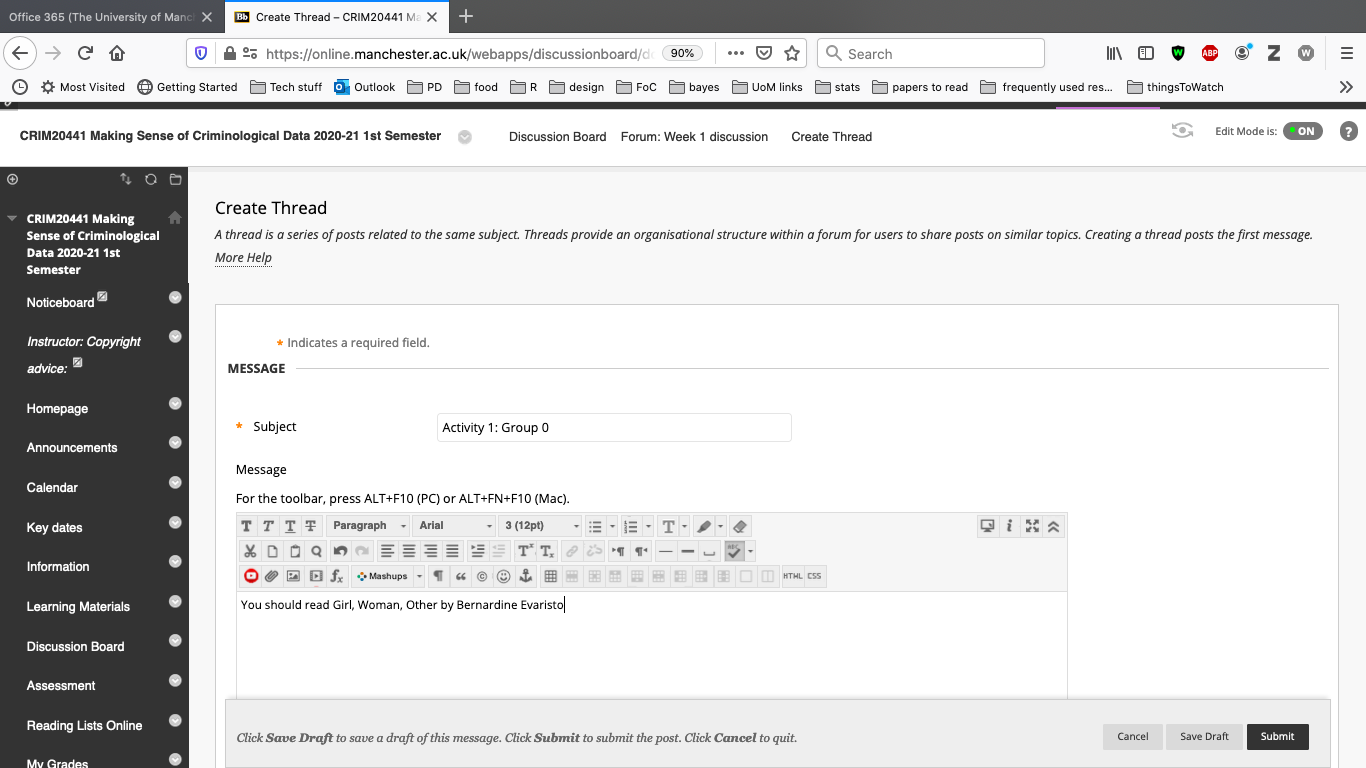 Office 365 (The University of Manc
Bb Create Thread – CRIM20441 Ma
https://online.manchester.ac.uk/webapps/discussionboard/d
90%
Search
ABP
Z
W
Most Visited
Getting Started
Tech stuff
Outlook
PD
food
R
design
FoC
bayes
UoM links
stats
papers to read
frequently used res...
thingsToWatch
CRIM20441 Making Sense of Criminological Data 2020-21 1st Semester
Discussion Board
Forum: Week 1 discussion
Create Thread
Edit Mode is:
ON
?
CRIM20441 Making
Sense of Criminological
Data 2020-21 1st
Semester
Noticeboard
Instructor: Copyright
advice:
Homepage
Announcements
Calendar
Key dates
Information
Learning Materials
Discussion Board
Assessment
Reading Lists Online
My Grades
Create Thread
A thread is a series of posts related to the same subject. Threads provide an organisational structure within a forum for users to share posts on similar topics. Creating a thread posts the first message.
More Help
* Indicates a required field.
MESSAGE
* Subject
Activity 1: Group 0
Message
For the toolbar, press ALT+F10 (PC) or ALT+FN+F10 (Mac).
T T T T Paragraph Arial 3 (12pt)
Mashups
HTML CSS
You should read Girl, Woman, Other by Bernardine Evaristo
Click Save Draft to save a draft of this message. Click Submit to submit the post. Click Cancel to quit.
Cancel
Save Draft
Submit